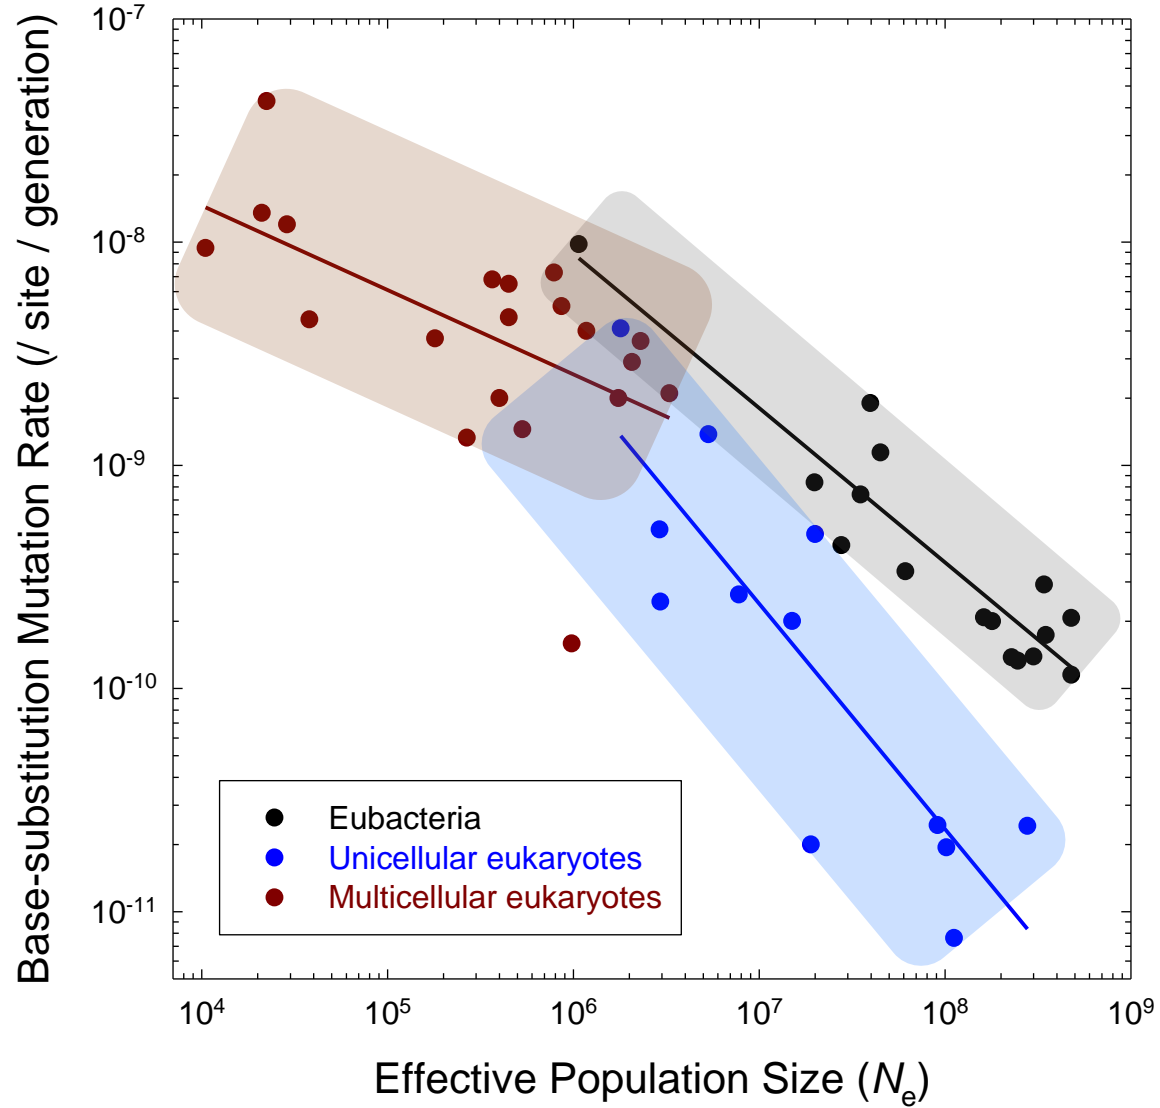 Base-substitution Mutation Rate (/ site / generation)
10⁻⁷
10⁻⁸
10⁻⁹
10⁻¹⁰
10⁻¹¹
Eubacteria
Unicellular eukaryotes
Multicellular eukaryotes
10⁴ 10⁵ 10⁶ 10⁷ 10⁸ 10⁹
Effective Population Size (Nₑ)